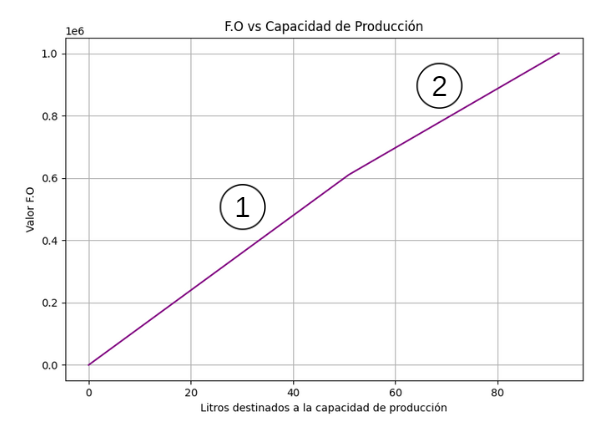 F.O vs Capacidad de Producción
1e6
1.0
0.8
0.6
0.4
0.2
0.0
Valor F.O
1
2
0 20 40 60 80
Litros destinados a la capacidad de producción